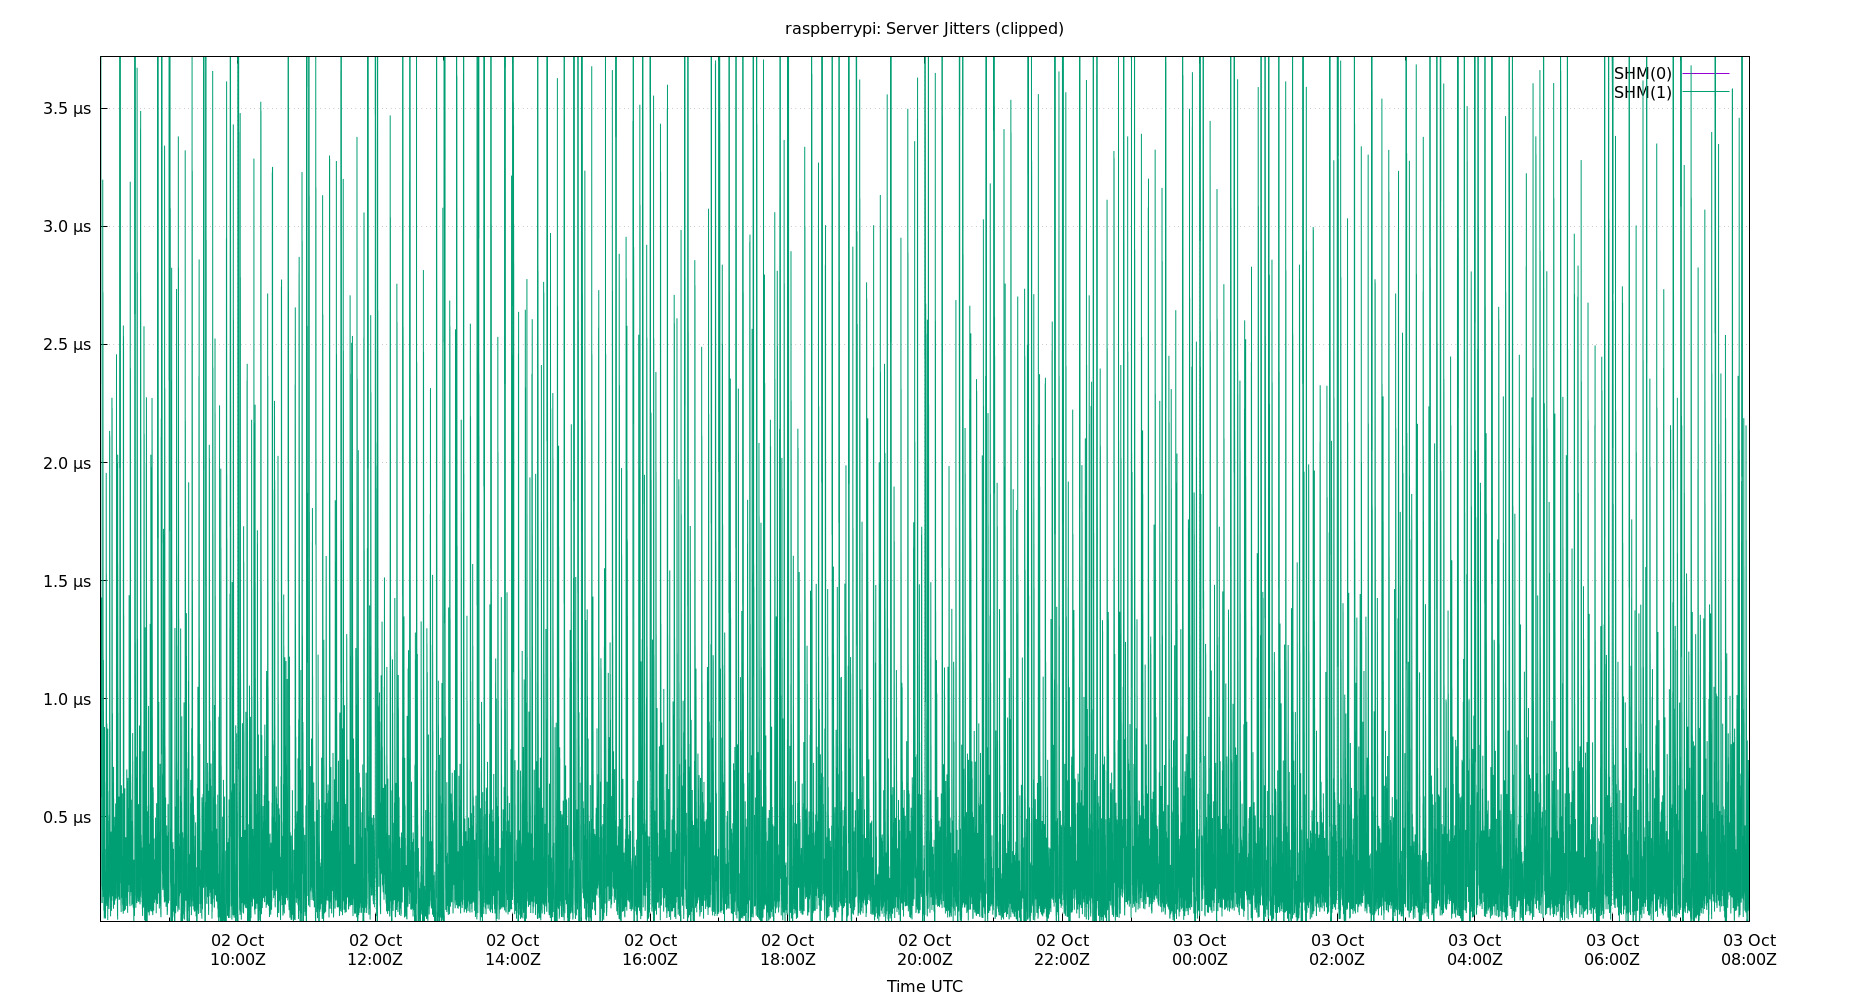 raspberrypi: Server Jitters (clipped)
SHM(0)
SHM(1)
3.5 µs
3.0 µs
2.5 µs
2.0 µs
1.5 µs
1.0 µs
0.5 µs
02 Oct 02 Oct 02 Oct 02 Oct 02 Oct 02 Oct 02 Oct 03 Oct 03 Oct 03 Oct 03 Oct 03 Oct
10:00Z 12:00Z 14:00Z 16:00Z 18:00Z 20:00Z 22:00Z 00:00Z 02:00Z 04:00Z 06:00Z 08:00Z
Time UTC